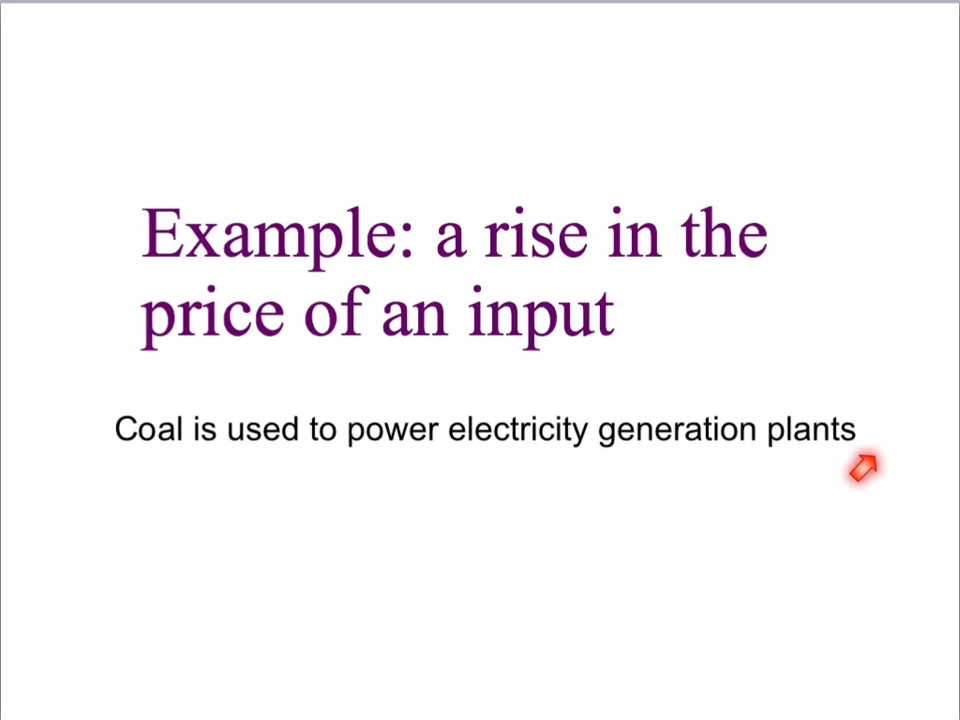 Example: a rise in the
price of an input
Coal is used to power electricity generation plants